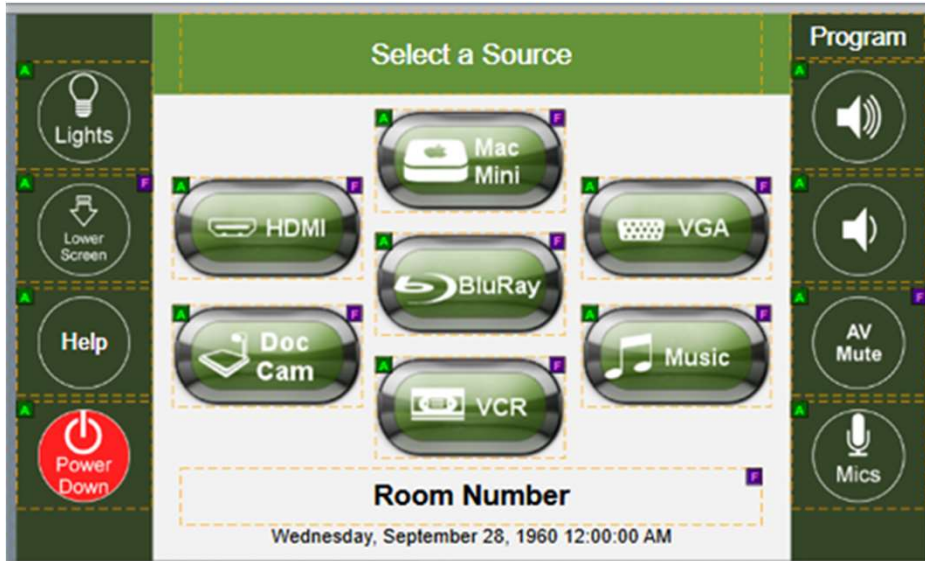 Select a Source
Program
Lights
Lower
Screen
Help
Power
Down
Mac
Mini
HDMI
VGA
BluRay
Doc
Cam
Music
VCR
AV
Mute
Mics
Room Number
Wednesday, September 28, 1960 12:00:00 AM
A
A
F
A
A
A
F
A
F
A
F
A
F
A
F
A
F
A
F
A
A
A
F
A
F